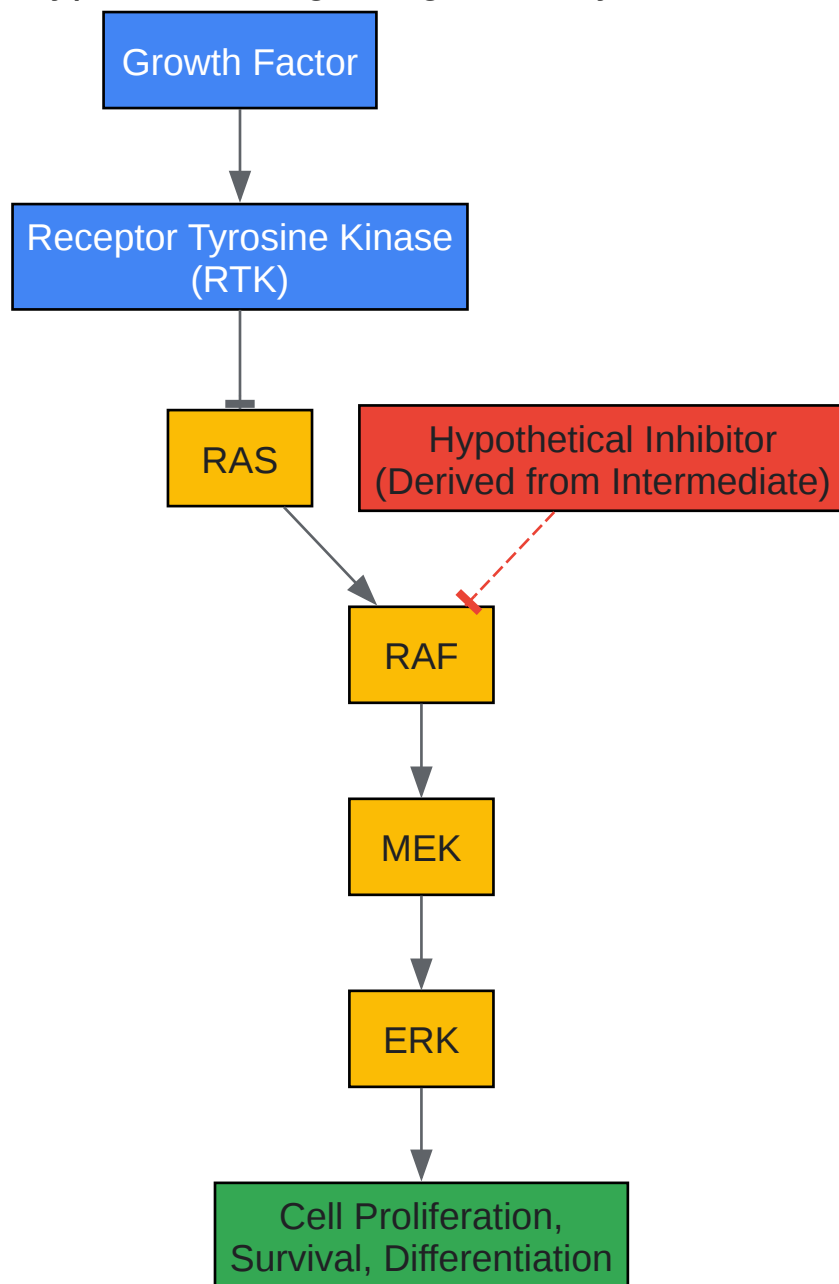 Growth Factor
Receptor Tyrosine Kinase
(RTK)
RAS
Hypothetical Inhibitor
(Derived from Intermediate)
RAF
MEK
ERK
Cell Proliferation,
Survival, Differentiation